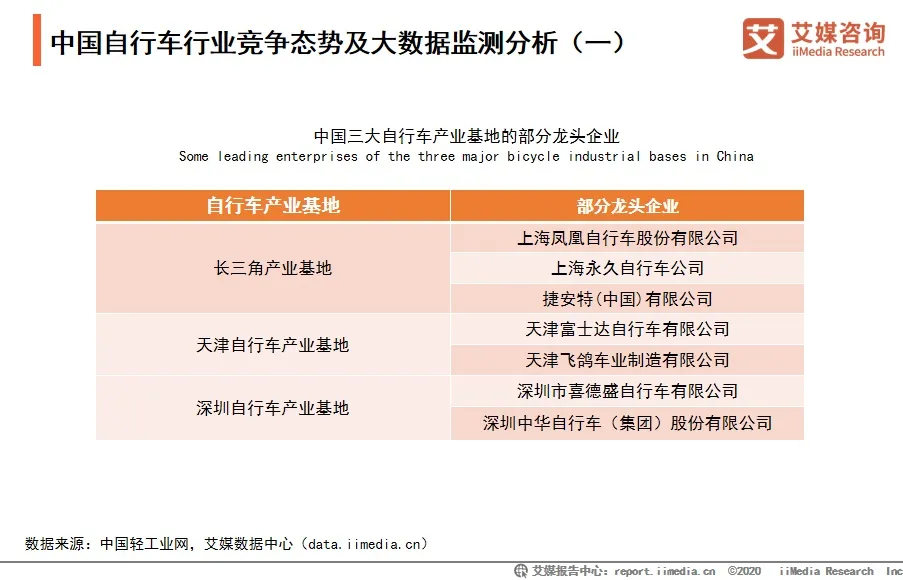 中国自行车行业竞争态势及大数据监测分析（一）
艾媒咨询
iiMedia Research
中国三大自行车产业基地的部分龙头企业
Some leading enterprises of the three major bicycle industrial bases in China
自行车产业基地 部分龙头企业
长三角产业基地
上海凤凰自行车股份有限公司
上海永久自行车公司
捷安特(中国)有限公司
天津自行车产业基地
天津富士达自行车有限公司
天津飞鸽车业制造有限公司
深圳自行车产业基地
深圳市喜德盛自行车有限公司
深圳中华自行车（集团）股份有限公司
数据来源：中国轻工业网，艾媒数据中心（data.iimedia.cn）
艾媒报告中心：report.iimedia.cn ©2020 iiMedia Research Inc